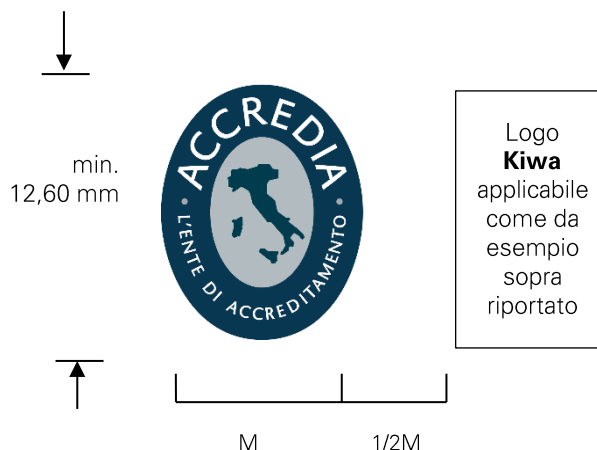 min.
12,60 mm
ACCREDIA
L'ENTE DI ACCREDITAMENTO
Logo
Kiwa
applicabile
come da
esempio
sopra
riportato
M
1/2M